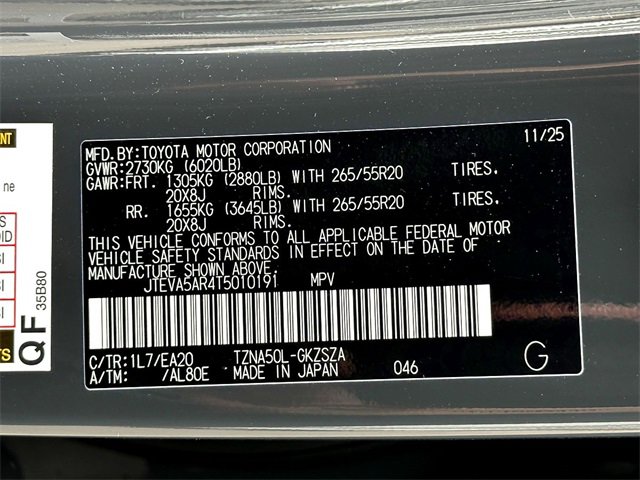 MFD.BY:TOYOTA MOTOR CORPORATION 11/25
GVWR:2730KG (6020LB)
GAWR:FRT. 1305KG (2880LB) WITH 265/55R20 TIRES.
20X8J RIMS.
RR. 1655KG (3645LB) WITH 265/55R20 TIRES.
20X8J RIMS.
THIS VEHICLE CONFORMS TO ALL APPLICABLE FEDERAL MOTOR
VEHICLE SAFETY STANDARDS IN EFFECT ON THE DATE OF
MANUFACTURE SHOWN ABOVE.
JTEVA5AR4T5010191 MPV
C/TR:1L7/EA20 TZNA50L-GKZSZA
A/TM: /AL80E MADE IN JAPAN 046 G
QF
35B80
ne